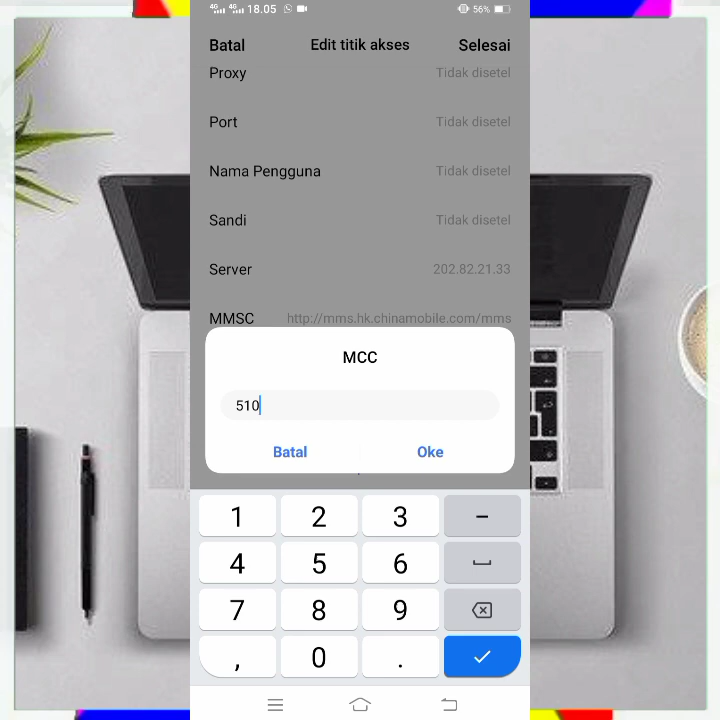 4G 4G 18.05 56%
Batal Edit titik akses Selesai
Proxy Tidak disetel
Port Tidak disetel
Nama Pengguna Tidak disetel
Sandi Tidak disetel
Server 202.82.21.33
MMSC http://mms.hk.chinamobile.com/mms
MCC
510
Batal Oke
1 2 3 -
4 5 6
7 8 9
, 0 .